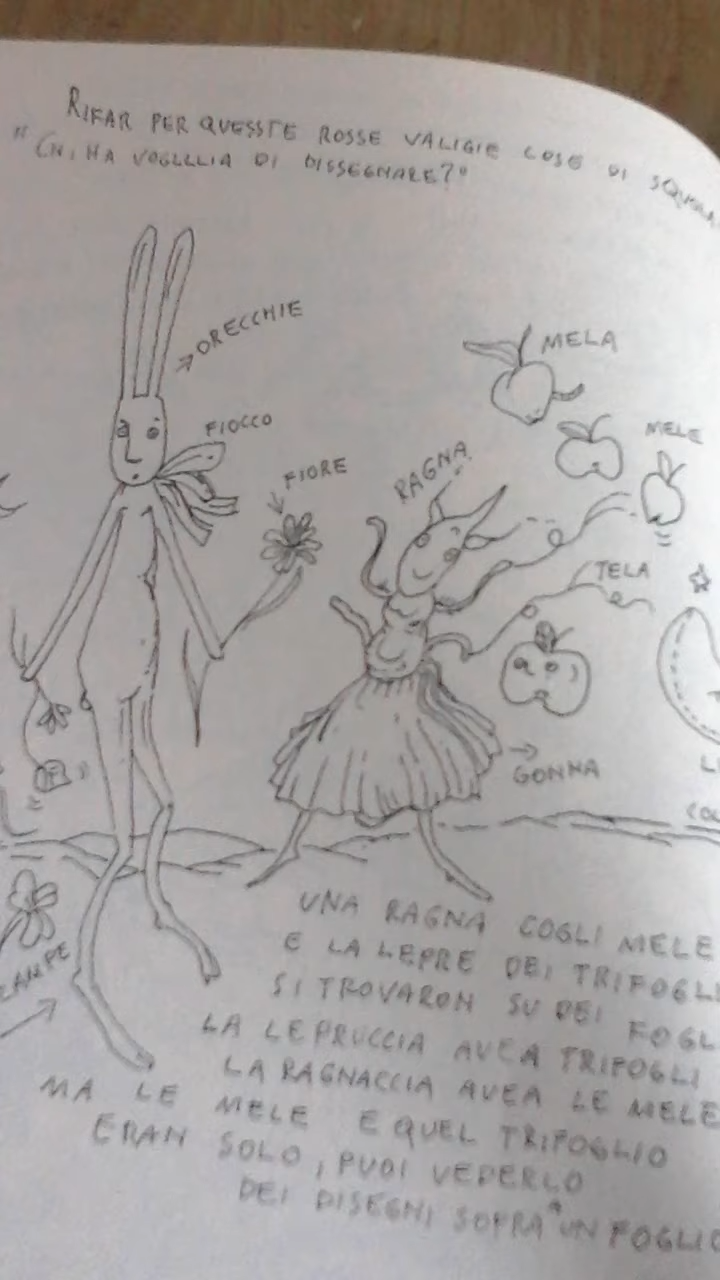 RIFAR PER QUESSTE ROSSE VALIGIE COSE DI
HA VOGLLLIA DI DISSEGNARE?"
ORECCHIE
MELA
FIOCCO
MELE
FIORE
RAGNA
TELA
GONNA
ZAMPE
UNA RAGNA COGLI MELE
E LA LEPRE DEI TRIFOGLI
SI TROVARON SU DEI FOGL
LA LEPRUCCIA AVEA TRIFOGLI
LA RAGNACCIA AVEA LE MELE
MA LE MELE E QUEL TRIFOGLIO
ERAN SOLO, PUOI VEDERLO
DEI DISEGNI SOPRA UN FOGLIO